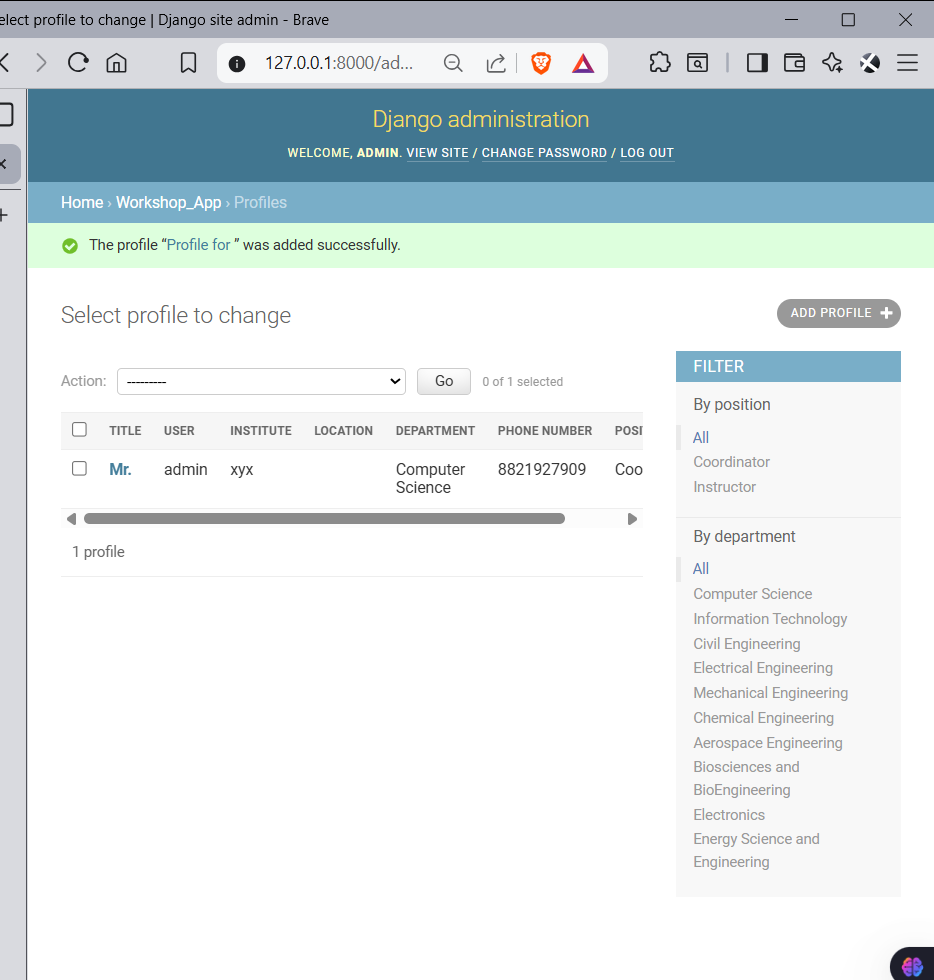 elect profile to change | Django site admin - Brave
127.0.0.1:8000/ad...
Django administration
WELCOME, ADMIN. VIEW SITE / CHANGE PASSWORD / LOG OUT
Home › Workshop_App › Profiles
The profile “Profile for ” was added successfully.
Select profile to change
ADD PROFILE
Action: --------- Go 0 of 1 selected
TITLE USER INSTITUTE LOCATION DEPARTMENT PHONE NUMBER POSI
Mr. admin xyx Computer 8821927909 Coo
Science
1 profile
FILTER
By position
All
Coordinator
Instructor
By department
All
Computer Science
Information Technology
Civil Engineering
Electrical Engineering
Mechanical Engineering
Chemical Engineering
Aerospace Engineering
Biosciences and
BioEngineering
Electronics
Energy Science and
Engineering